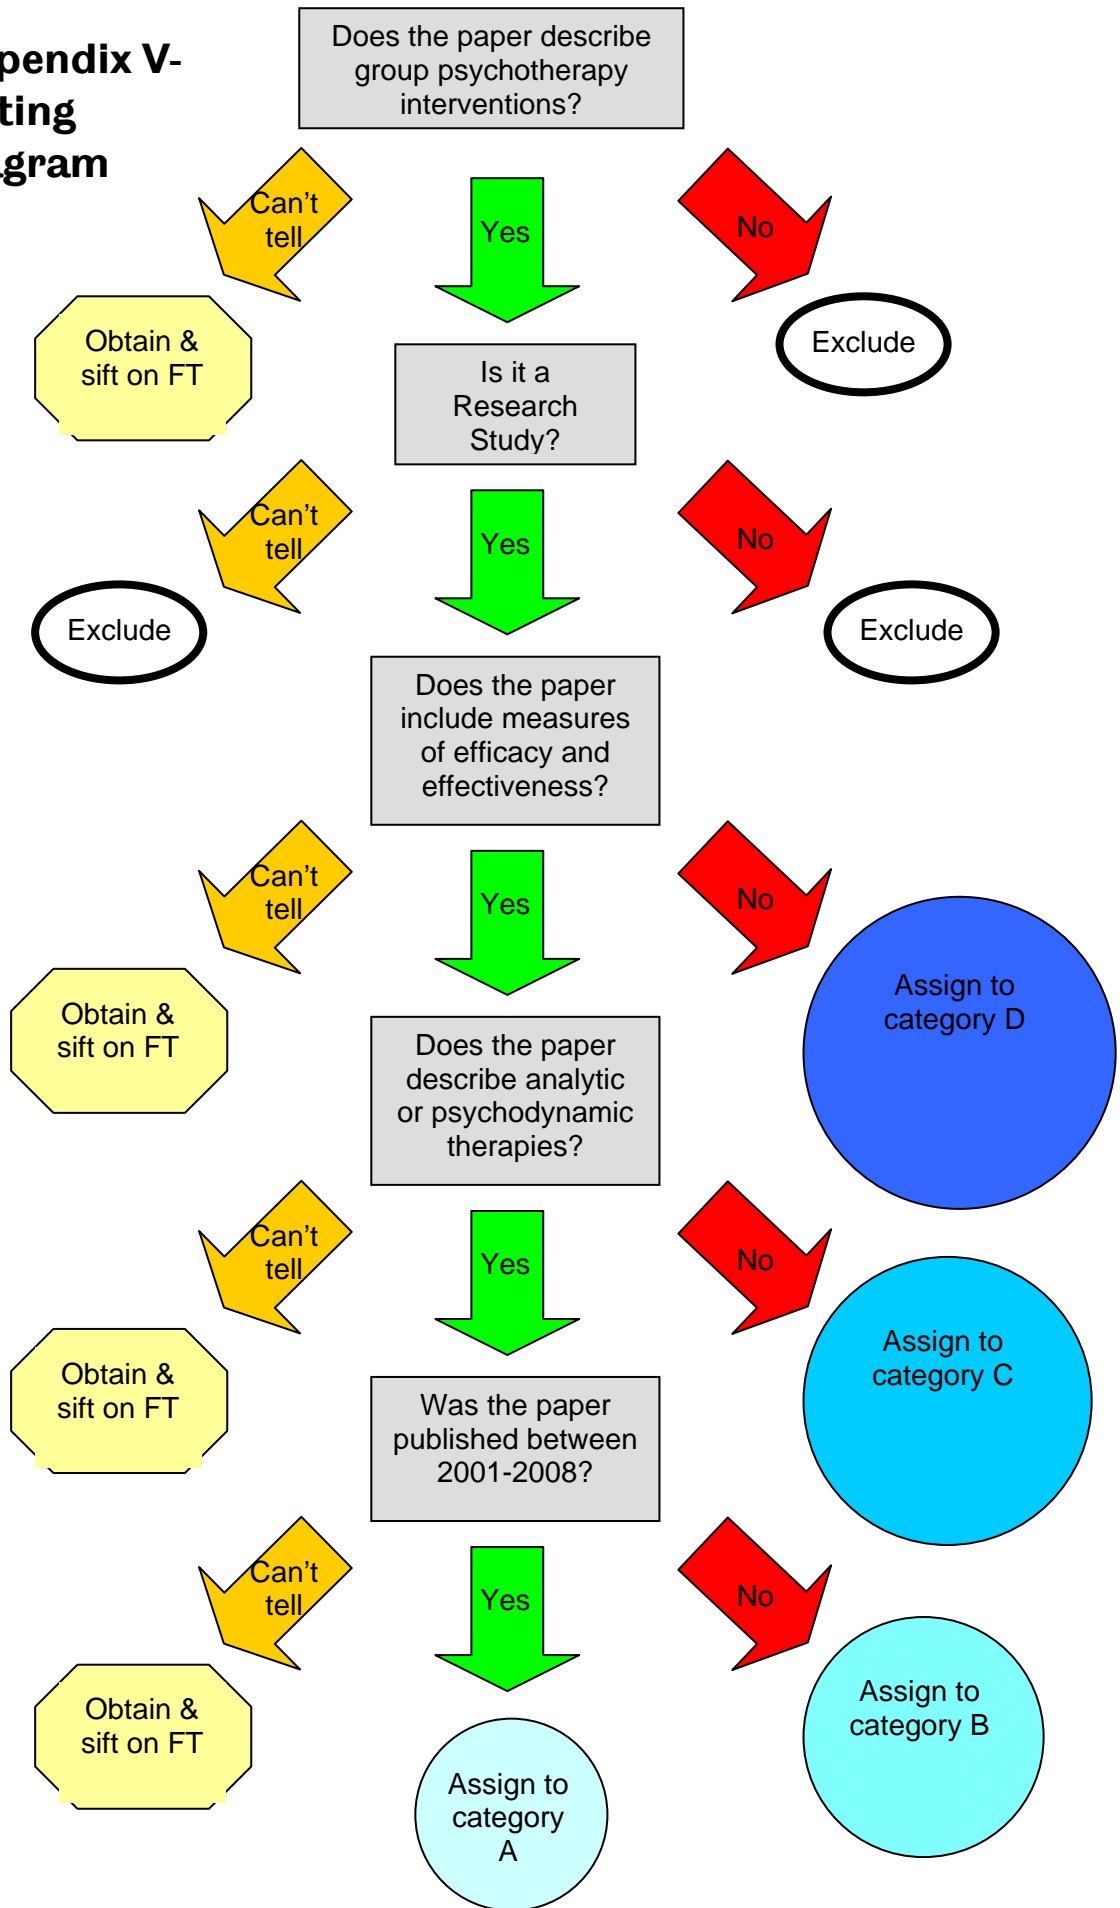 pendix V-
ting
agram
Does the paper describe
group psychotherapy
interventions?
Can't
tell
Yes
No
Obtain &
sift on FT
Exclude
Is it a
Research
Study?
Can't
tell
Yes
No
Exclude
Exclude
Does the paper
include measures
of efficacy and
effectiveness?
Can't
tell
Yes
No
Obtain &
sift on FT
Assign to
category D
Does the paper
describe analytic
or psychodynamic
therapies?
Can't
tell
Yes
No
Obtain &
sift on FT
Assign to
category C
Was the paper
published between
2001-2008?
Can't
tell
Yes
No
Obtain &
sift on FT
Assign to
category B
Assign to
category
A